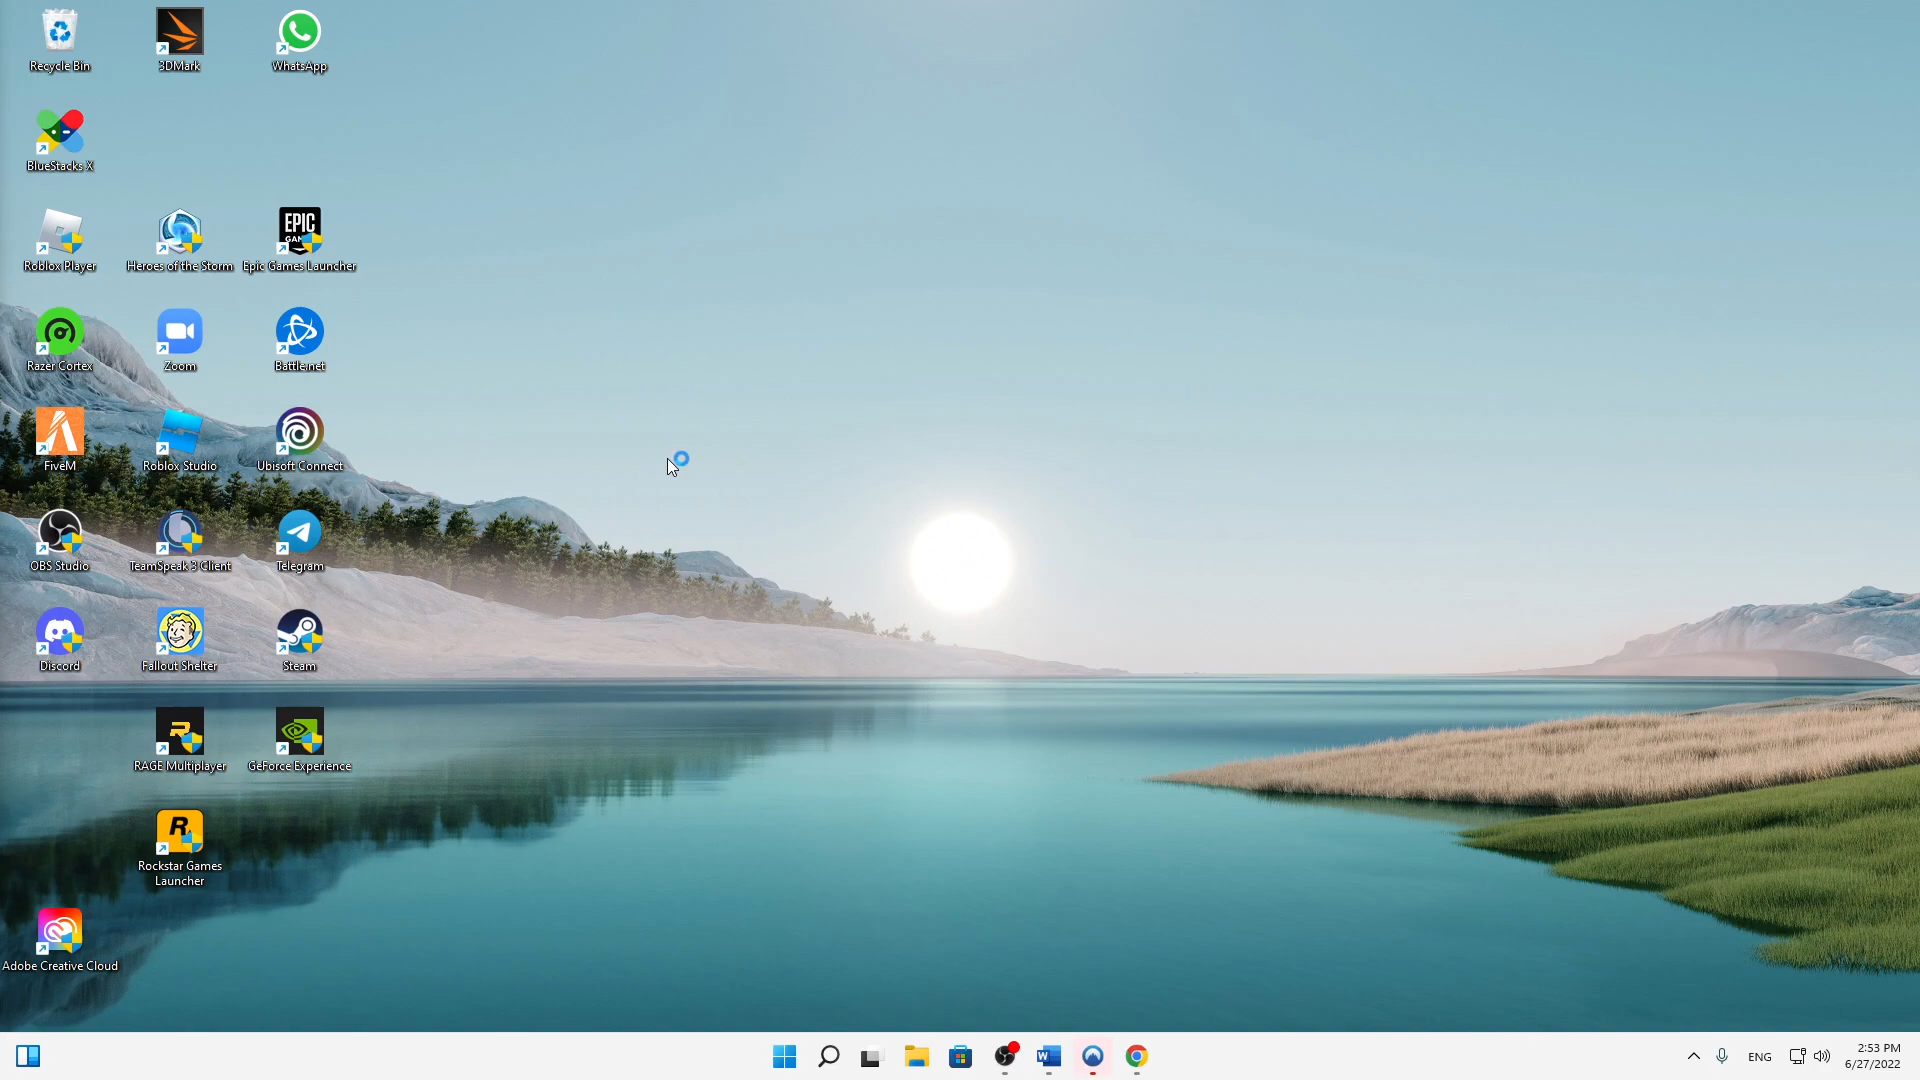 Recycle Bin
3DMark
WhatsApp
BlueStacks X
EPIC
GAMES
Roblox Player
Heroes of the Storm
Epic Games Launcher
Razer Cortex
Zoom
Battle.net
FiveM
Roblox Studio
Ubisoft Connect
OBS Studio
TeamSpeak 3 Client
Telegram
Discord
Fallout Shelter
Steam
R
RAGE Multiplayer
GeForce Experience
R
Rockstar Games
Launcher
Adobe Creative Cloud
W
ENG
2:53 PM
6/27/2022